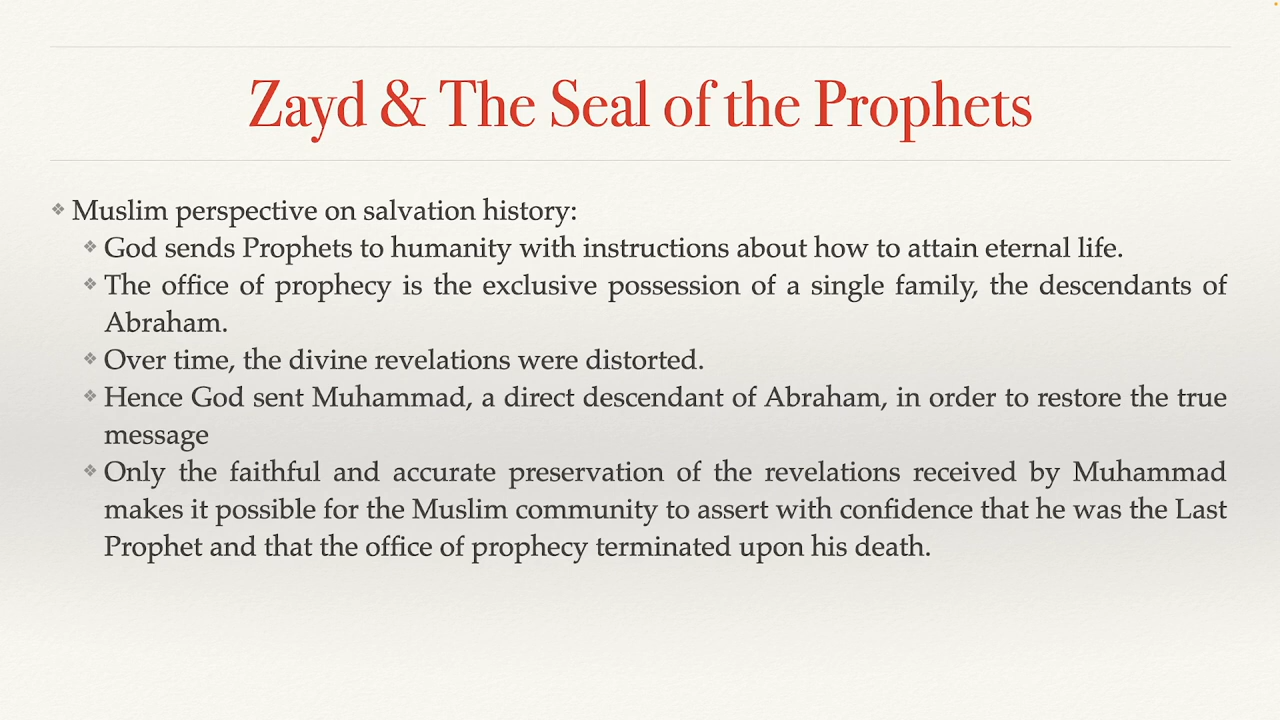 Zayd & The Seal of the Prophets
❖ Muslim perspective on salvation history:
❖ God sends Prophets to humanity with instructions about how to attain eternal life.
❖ The office of prophecy is the exclusive possession of a single family, the descendants of
Abraham.
❖ Over time, the divine revelations were distorted.
❖ Hence God sent Muhammad, a direct descendant of Abraham, in order to restore the true
message
❖ Only the faithful and accurate preservation of the revelations received by Muhammad
makes it possible for the Muslim community to assert with confidence that he was the Last
Prophet and that the office of prophecy terminated upon his death.